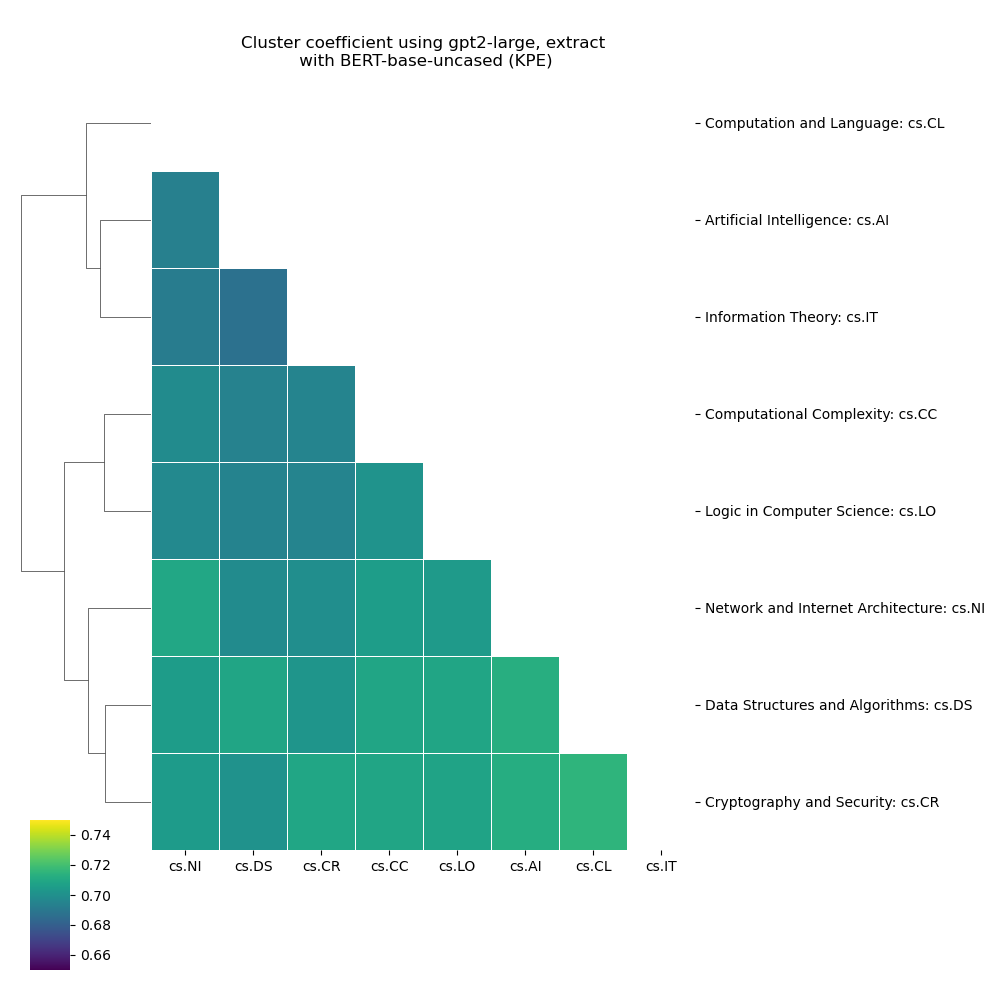 Cluster coefficient using gpt2-large, extract
with BERT-base-uncased (KPE)
Computation and Language: cs.CL
Artificial Intelligence: cs.AI
Information Theory: cs.IT
Computational Complexity: cs.CC
Logic in Computer Science: cs.LO
Network and Internet Architecture: cs.NI
Data Structures and Algorithms: cs.DS
Cryptography and Security: cs.CR
0.74
0.72
0.70
0.68
0.66
cs.NI cs.DS cs.CR cs.CC cs.LO cs.AI cs.CL cs.IT